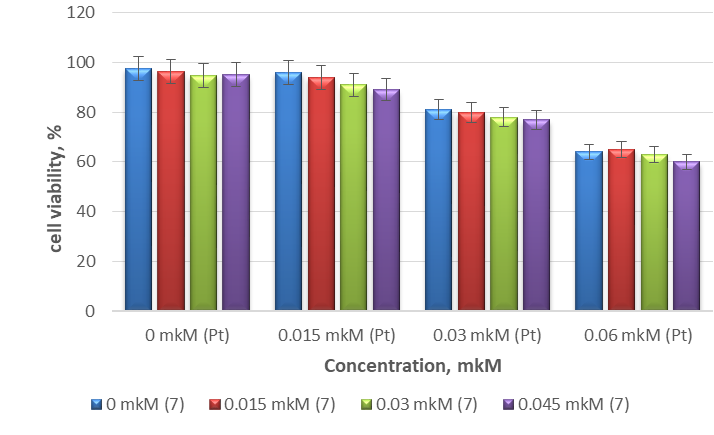 120
100
80
60
40
20
0
cell viability, %
0 mkM (Pt) 0.015 mkM (Pt) 0.03 mkM (Pt) 0.06 mkM (Pt)
Concentration, mkM
0 mkM (7) 0.015 mkM (7) 0.03 mkM (7) 0.045 mkM (7)